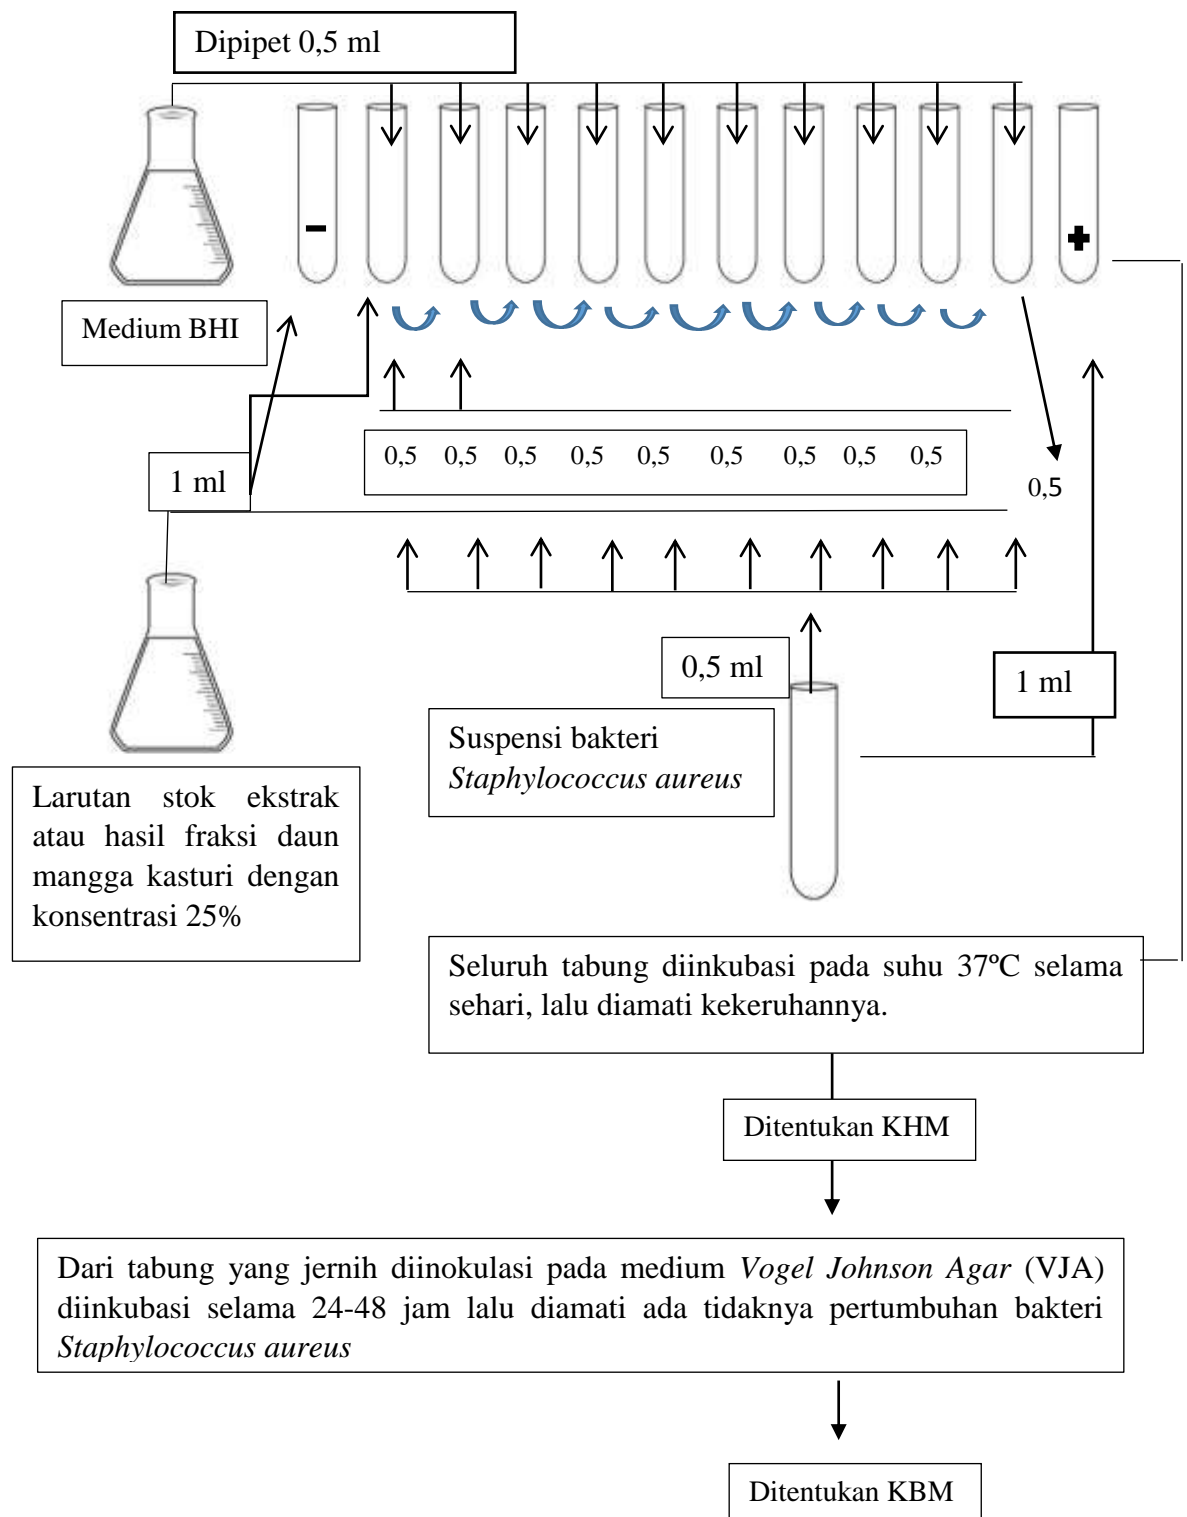 Dipipet 0,5 ml
-
+
Medium BHI
1 ml
0,5 0,5 0,5 0,5 0,5 0,5 0,5 0,5 0,5
0,5
0,5 ml
1 ml
Suspensi bakteri
Staphylococcus aureus
Larutan stok ekstrak
atau hasil fraksi daun
mangga kasturi dengan
konsentrasi 25%
Seluruh tabung diinkubasi pada suhu 37ºC selama
sehari, lalu diamati kekeruhannya.
Ditentukan KHM
Dari tabung yang jernih diinokulasi pada medium Vogel Johnson Agar (VJA)
diinkubasi selama 24-48 jam lalu diamati ada tidaknya pertumbuhan bakteri
Staphylococcus aureus
Ditentukan KBM